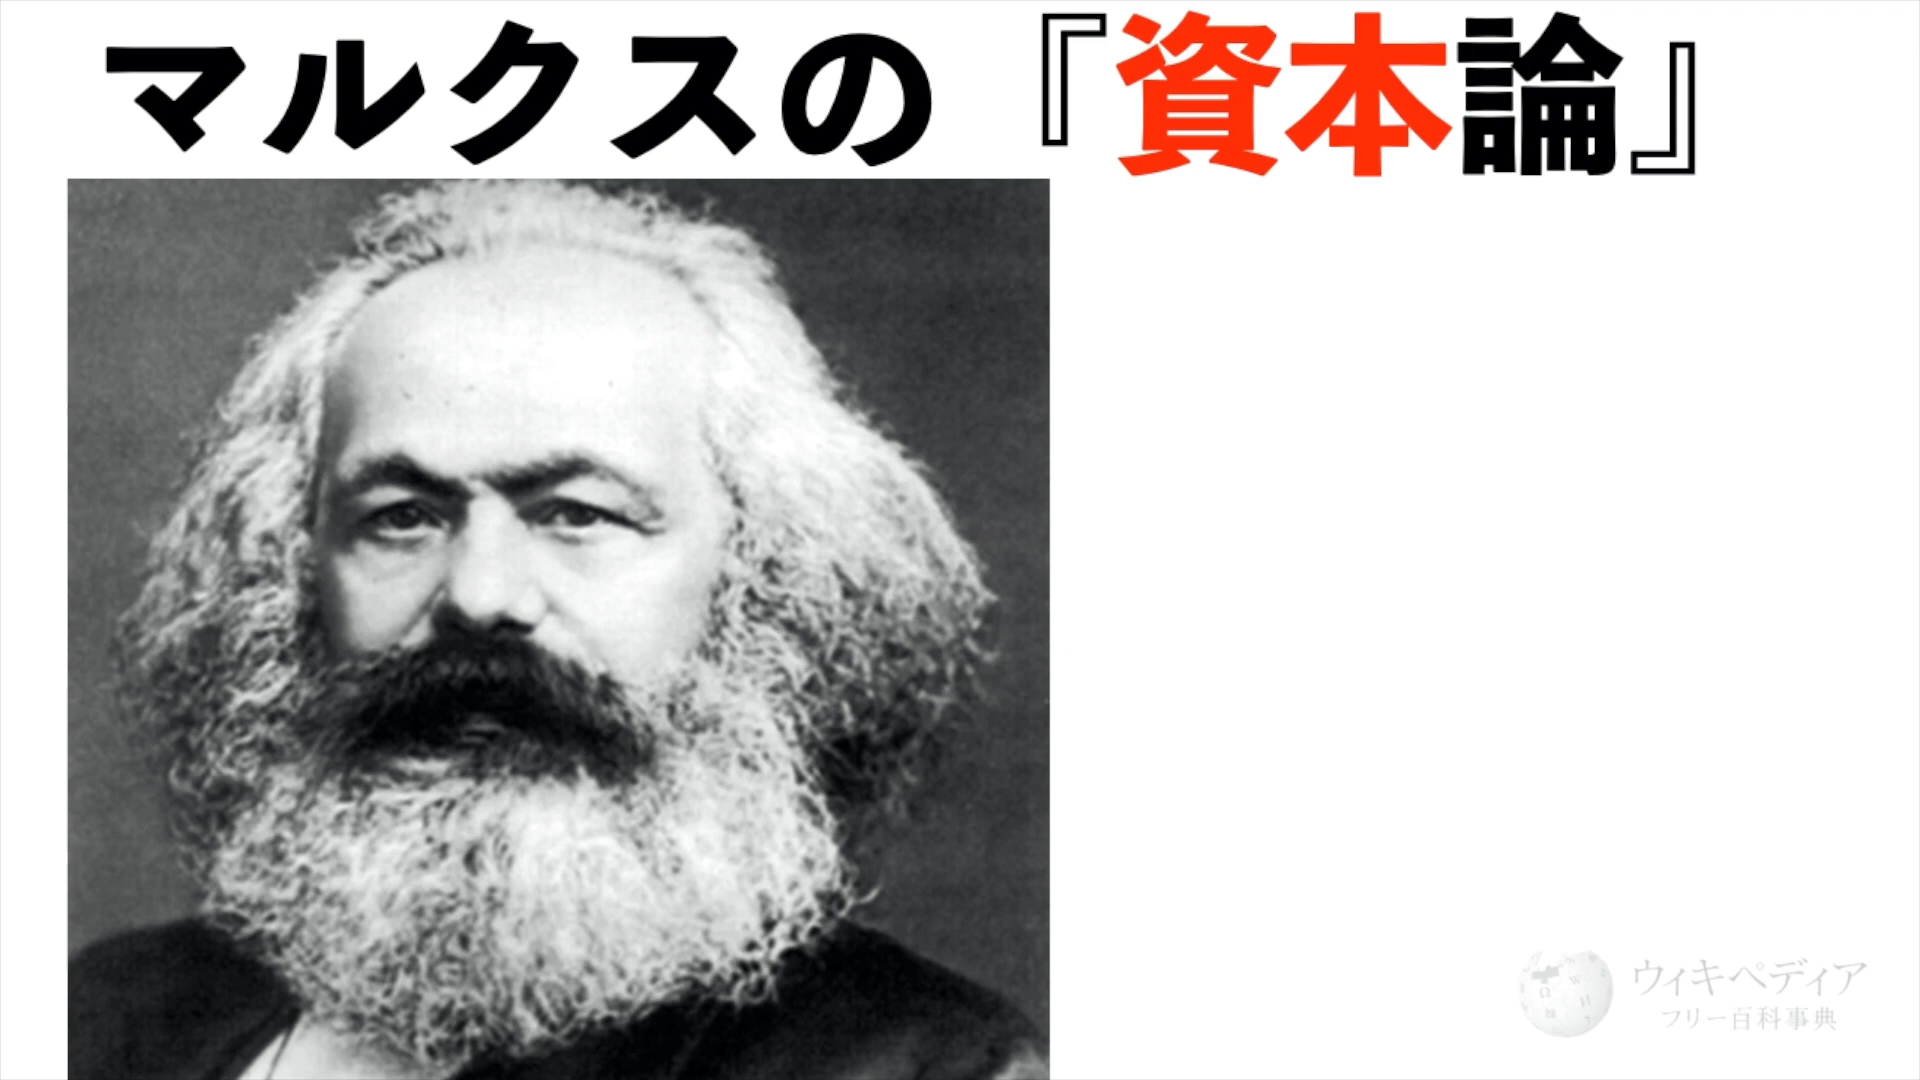 マルクスの『資本論』
ウィキペディア
フリー百科事典